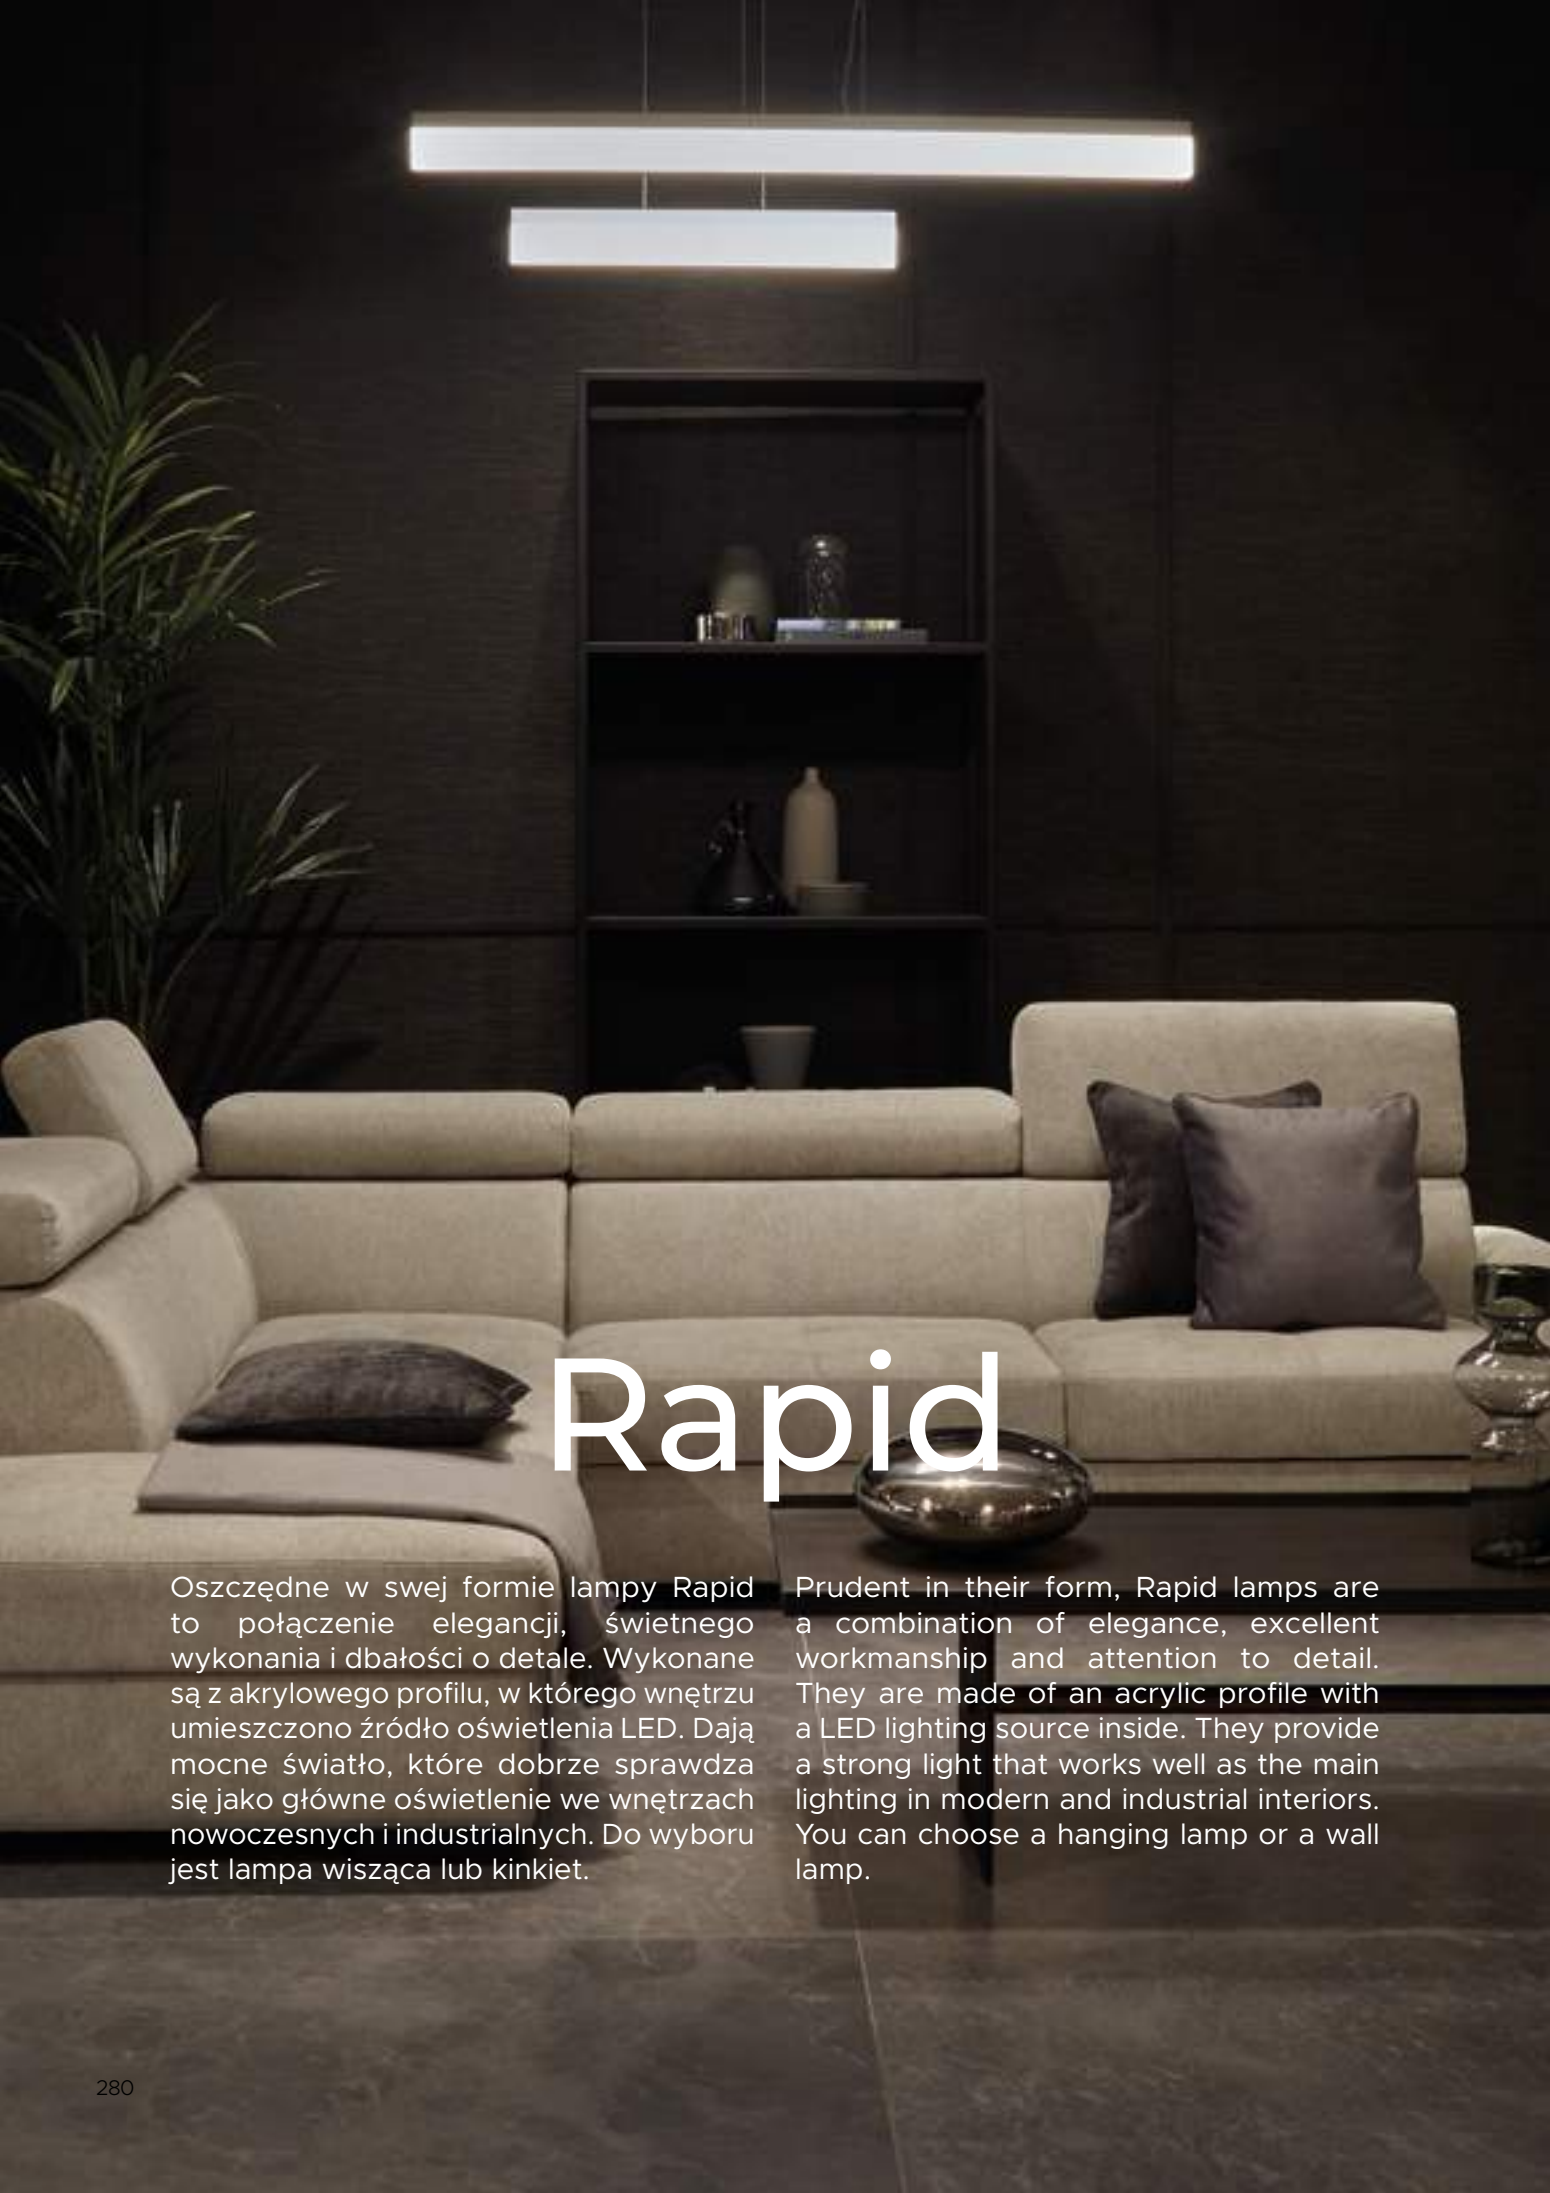 Rapid
Oszczędne w swej formie lampy Rapid
to połączenie elegancji, świetnego
wykonania i dbałości o detale. Wykonane
są z akrylowego profilu, w którego wnętrzu
umieszczono źródło oświetlenia LED. Dają
mocne światło, które dobrze sprawdza
się jako główne oświetlenie we wnętrzach
nowoczesnych i industrialnych. Do wyboru
jest lampa wisząca lub kinkiet.
Prudent in their form, Rapid lamps are
a combination of elegance, excellent
workmanship and attention to detail.
They are made of an acrylic profile with
a LED lighting source inside. They provide
a strong light that works well as the main
lighting in modern and industrial interiors.
You can choose a hanging lamp or a wall
lamp.
280